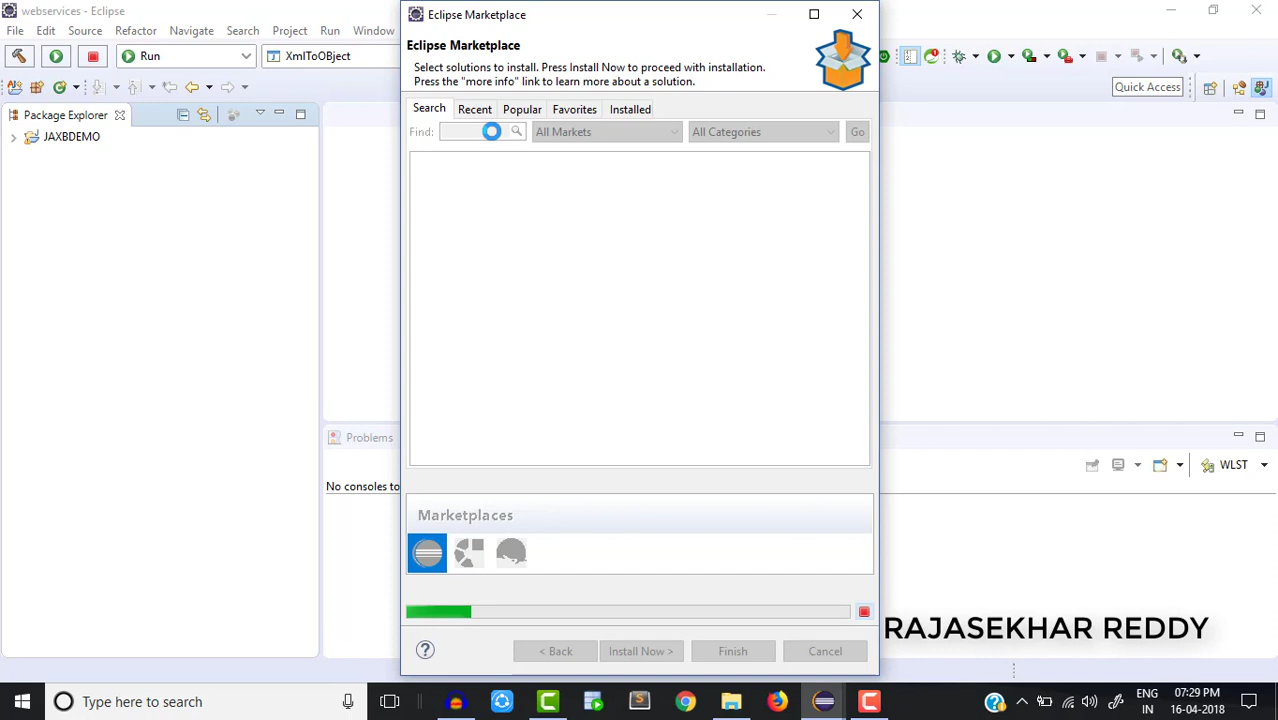 webservices - Eclipse
File Edit Source Refactor Navigate Search Project Run Window
Run
XmlToOBject
Quick Access
Package Explorer
JAXBDEMO
Eclipse Marketplace
Eclipse Marketplace
Select solutions to install. Press Install Now to proceed with installation.
Press the "more info" link to learn more about a solution.
Search Recent Popular Favorites Installed
Find: All Markets All Categories Go
Problems
WLST
No consoles to
Marketplaces
RAJASEKHAR REDDY
< Back Install Now > Finish Cancel
Type here to search
ENG
IN
07:29 PM
16-04-2018